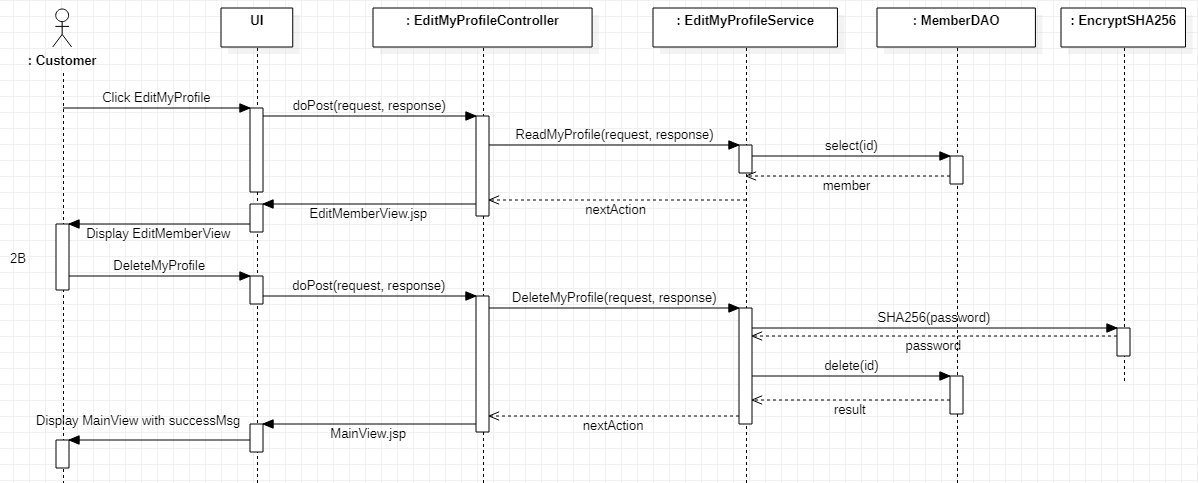 UI
: EditMyProfileController
: EditMyProfileService
: MemberDAO
: EncryptSHA256
: Customer
Click EditMyProfile
doPost(request, response)
ReadMyProfile(request, response)
select(id)
member
nextAction
EditMemberView.jsp
Display EditMemberView
2B
DeleteMyProfile
doPost(request, response)
DeleteMyProfile(request, response)
SHA256(password)
password
delete(id)
result
nextAction
Display MainView with successMsg
MainView.jsp